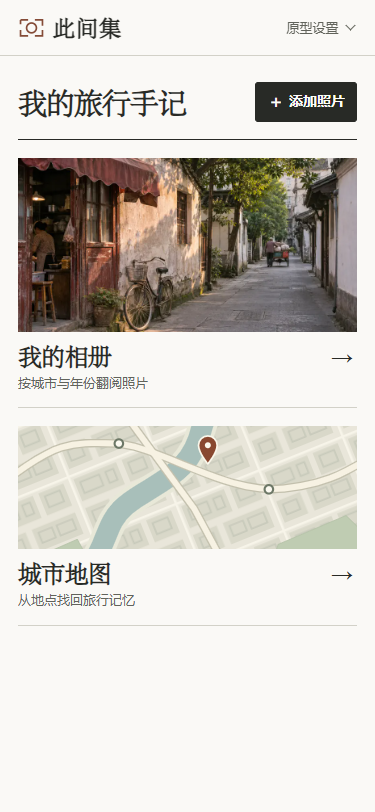 此间集
原型设置
我的旅行手记
+ 添加照片
我的相册
按城市与年份翻阅照片
城市地图
从地点找回旅行记忆